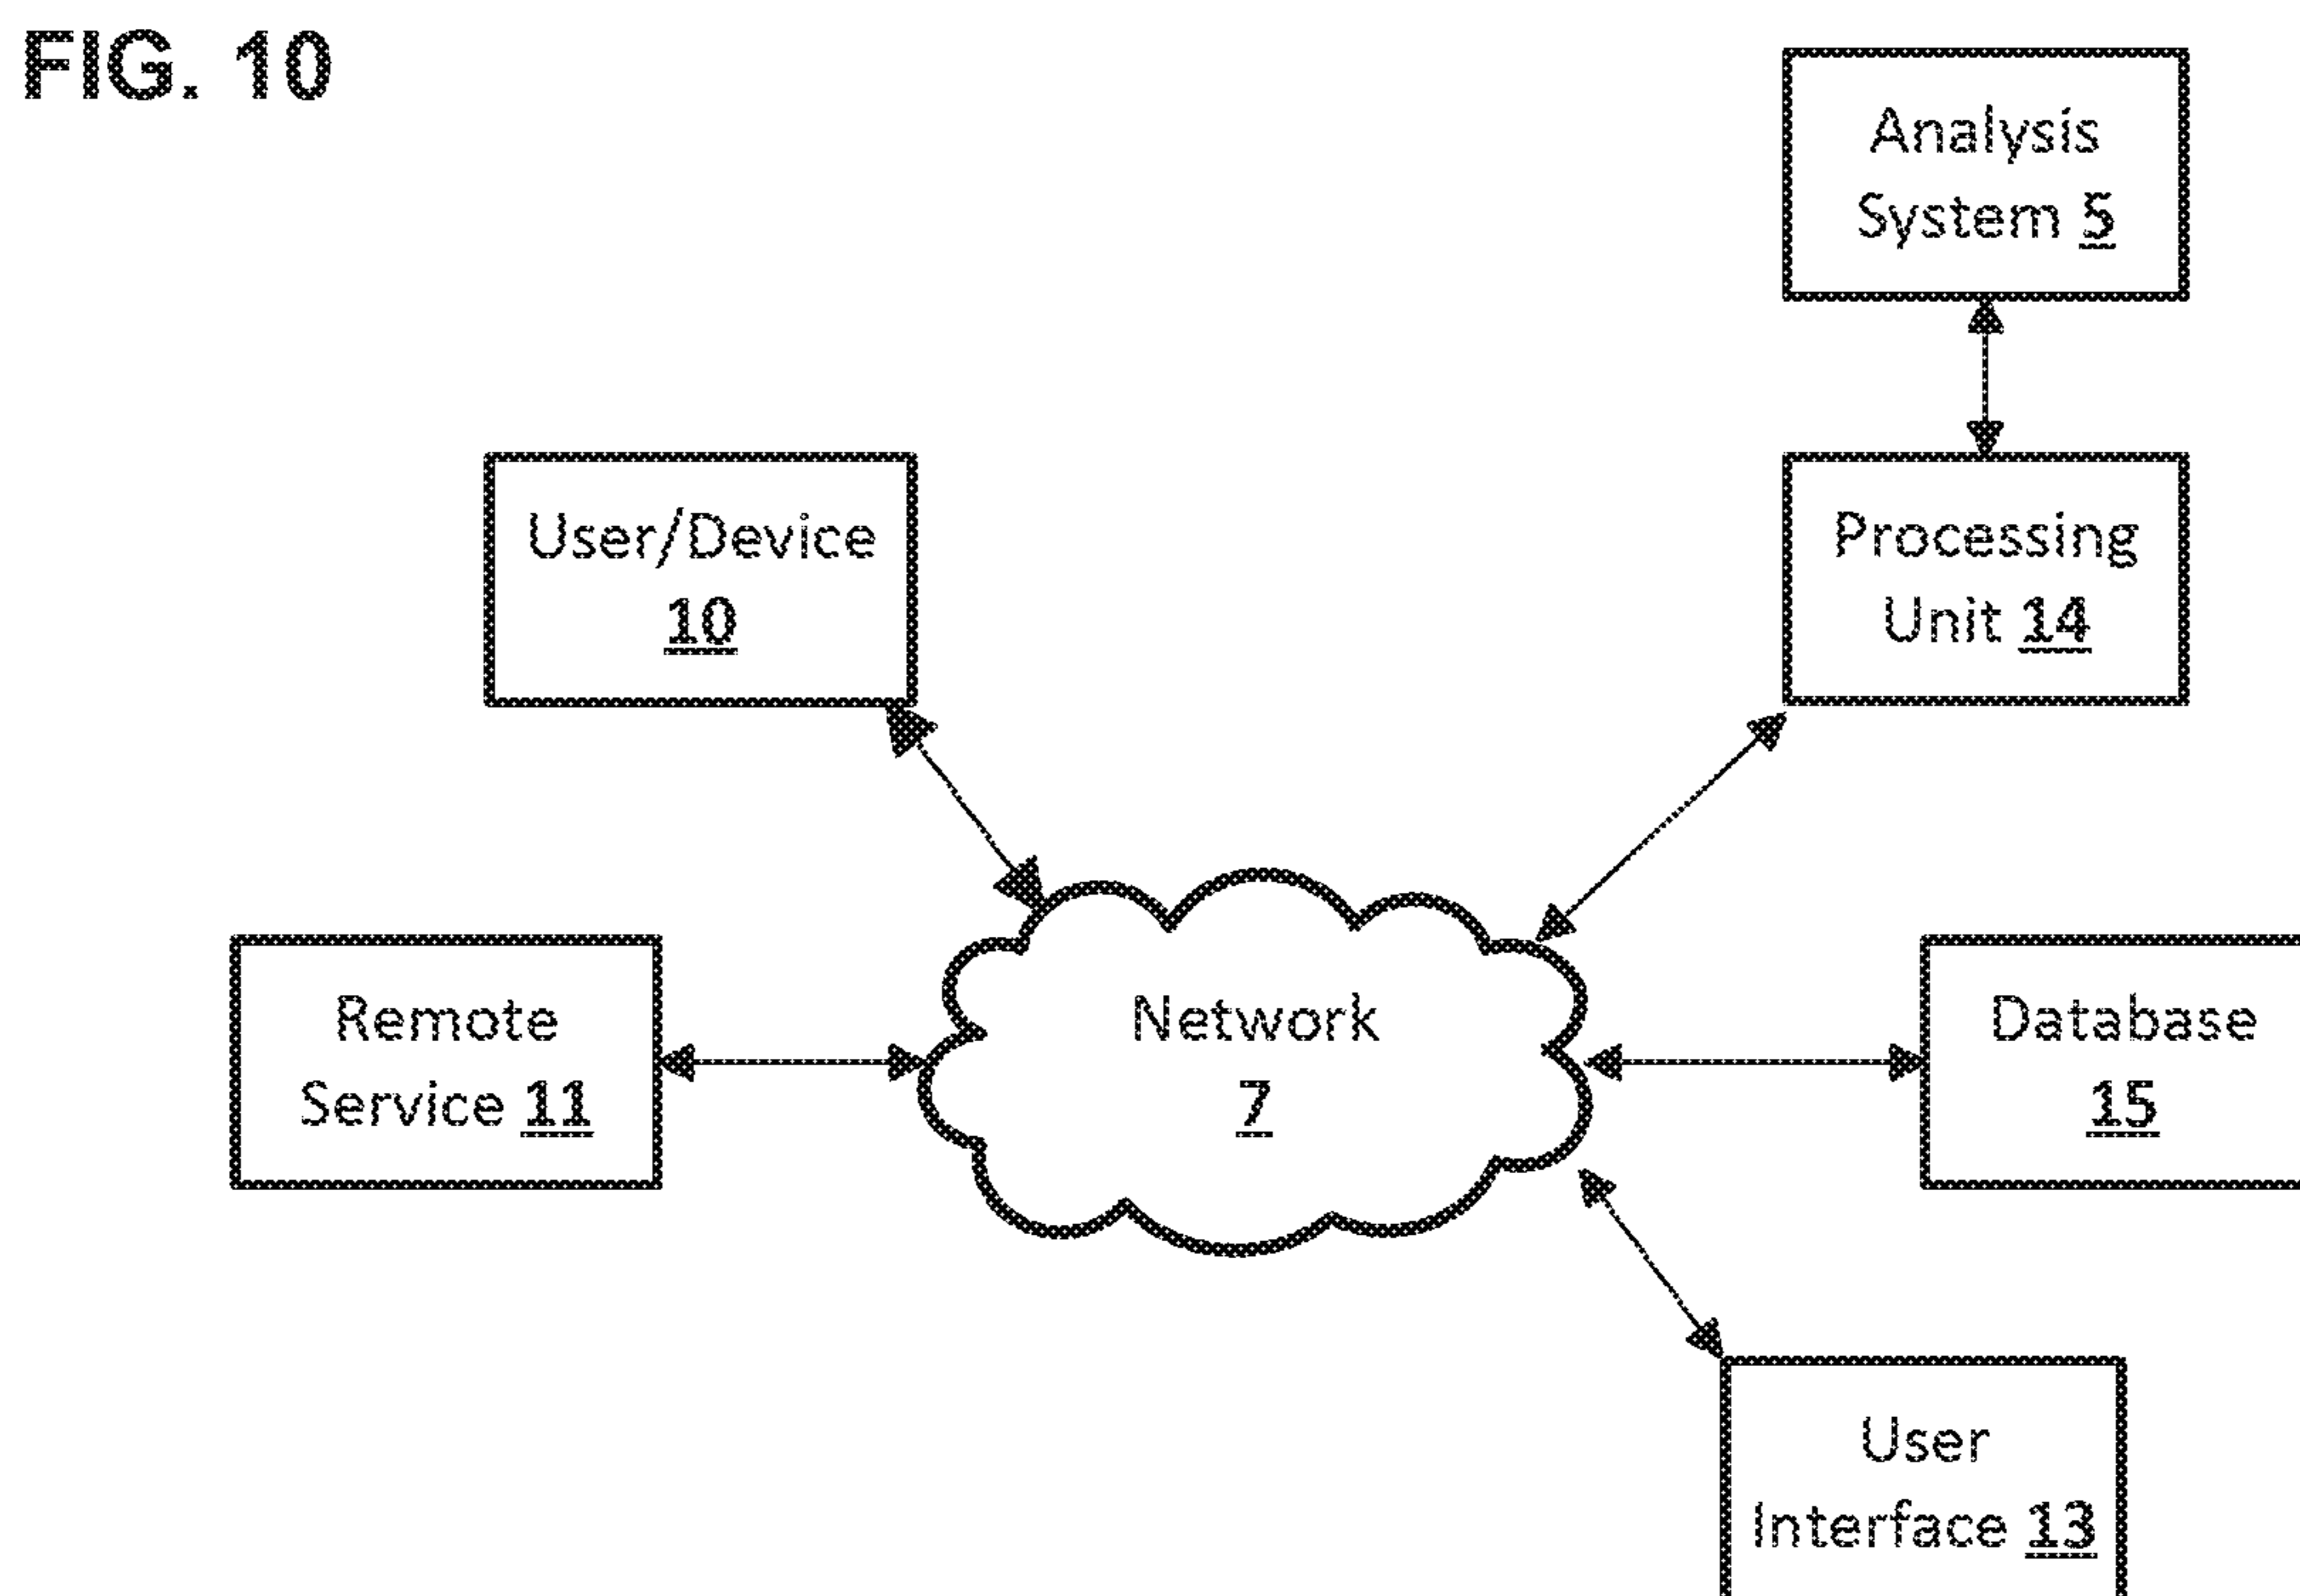 FIG. 10
Analysis
System 5
User/Device
10
Processing
Unit 14
Remote
Service 11
Network
7
Database
15
User
Interface 13